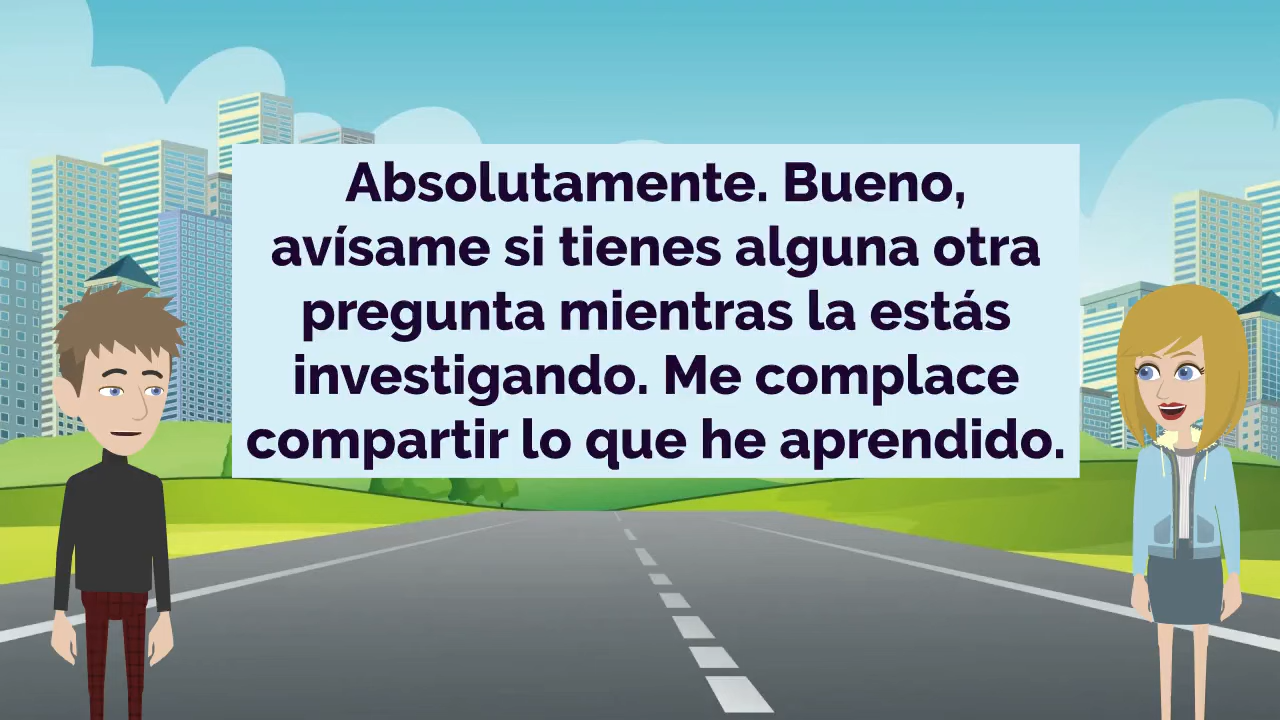 Absolutamente. Bueno,
avísame si tienes alguna otra
pregunta mientras la estás
investigando. Me complace
compartir lo que he aprendido.